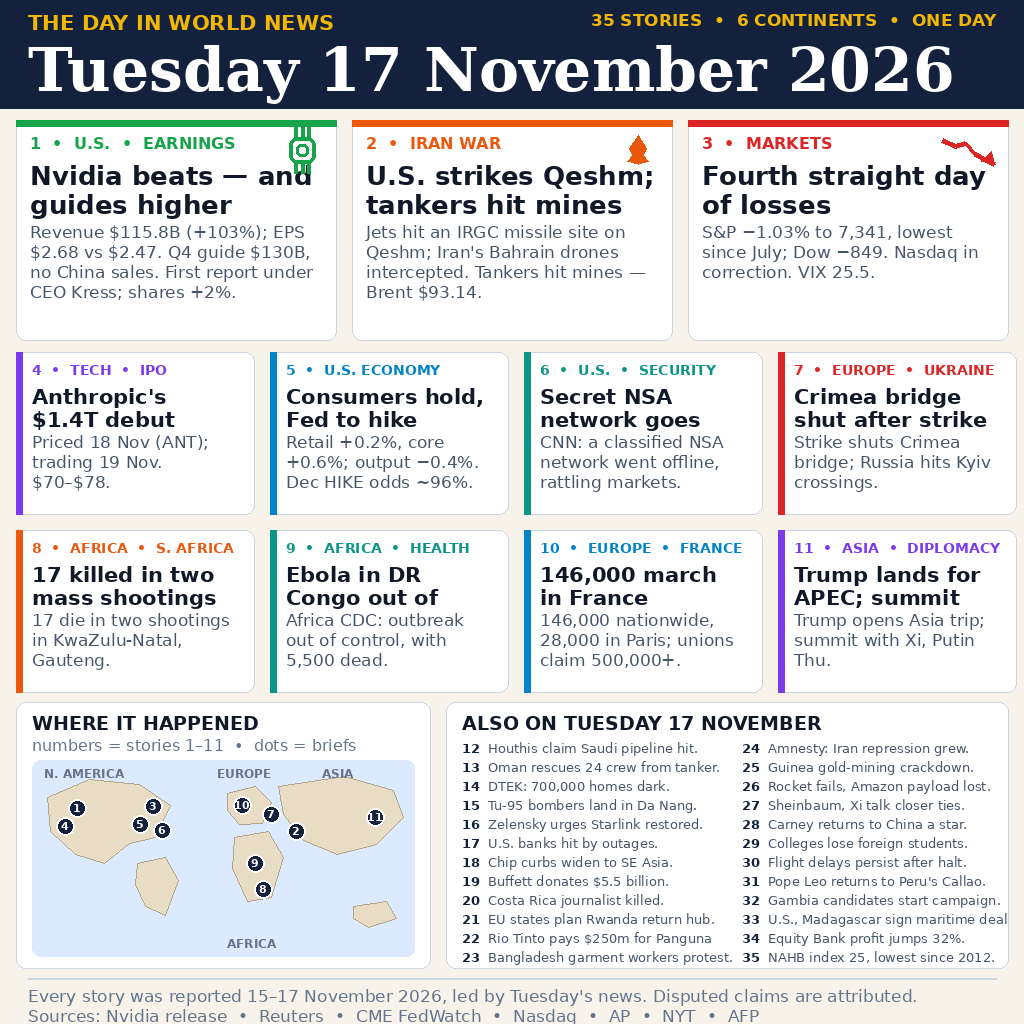 THE DAY IN WORLD NEWS
35 STORIES • 6 CONTINENTS • ONE DAY
Tuesday 17 November 2026
1 • U.S. • EARNINGS
Nvidia beats — and
guides higher
Revenue $115.8B (+103%); EPS
$2.68 vs $2.47. Q4 guide $130B,
no China sales. First report under
CEO Kress; shares +2%.
2 • IRAN WAR
U.S. strikes Qeshm;
tankers hit mines
Jets hit an IRGC missile site on
Qeshm; Iran's Bahrain drones
intercepted. Tankers hit mines —
Brent $93.14.
3 • MARKETS
Fourth straight day
of losses
S&P −1.03% to 7,341, lowest
since July; Dow −849. Nasdaq in
correction. VIX 25.5.
4 • TECH • IPO
Anthropic's
$1.4T debut
Priced 18 Nov (ANT);
trading 19 Nov.
$70–$78.
5 • U.S. ECONOMY
Consumers hold,
Fed to hike
Retail +0.2%, core
+0.6%; output −0.4%.
Dec HIKE odds ~96%.
6 • U.S. • SECURITY
Secret NSA
network goes
CNN: a classified NSA
network went offline,
rattling markets.
7 • EUROPE • UKRAINE
Crimea bridge
shut after strike
Strike shuts Crimea
bridge; Russia hits Kyiv
crossings.
8 • AFRICA • S. AFRICA
17 killed in two
mass shootings
17 die in two shootings
in KwaZulu-Natal,
Gauteng.
9 • AFRICA • HEALTH
Ebola in DR
Congo out of
Africa CDC: outbreak
out of control, with
5,500 dead.
10 • EUROPE • FRANCE
146,000 march
in France
146,000 nationwide,
28,000 in Paris; unions
claim 500,000+.
11 • ASIA • DIPLOMACY
Trump lands for
APEC; summit
Trump opens Asia trip;
summit with Xi, Putin
Thu.
WHERE IT HAPPENED
numbers = stories 1–11 • dots = briefs
N. AMERICA
EUROPE
ASIA
1
3
10
7
11
4
5
6
2
9
8
AFRICA
ALSO ON TUESDAY 17 NOVEMBER
12 Houthis claim Saudi pipeline hit.
13 Oman rescues 24 crew from tanker.
14 DTEK: 700,000 homes dark.
15 Tu-95 bombers land in Da Nang.
16 Zelensky urges Starlink restored.
17 U.S. banks hit by outages.
18 Chip curbs widen to SE Asia.
19 Buffett donates $5.5 billion.
20 Costa Rica journalist killed.
21 EU states plan Rwanda return hub.
22 Rio Tinto pays $250m for Panguna
23 Bangladesh garment workers protest.
24 Amnesty: Iran repression grew.
25 Guinea gold-mining crackdown.
26 Rocket fails, Amazon payload lost.
27 Sheinbaum, Xi talk closer ties.
28 Carney returns to China a star.
29 Colleges lose foreign students.
30 Flight delays persist after halt.
31 Pope Leo returns to Peru's Callao.
32 Gambia candidates start campaign.
33 U.S., Madagascar sign maritime deal
34 Equity Bank profit jumps 32%.
35 NAHB index 25, lowest since 2012.
Every story was reported 15–17 November 2026, led by Tuesday's news. Disputed claims are attributed.
Sources: Nvidia release • Reuters • CME FedWatch • Nasdaq • AP • NYT • AFP